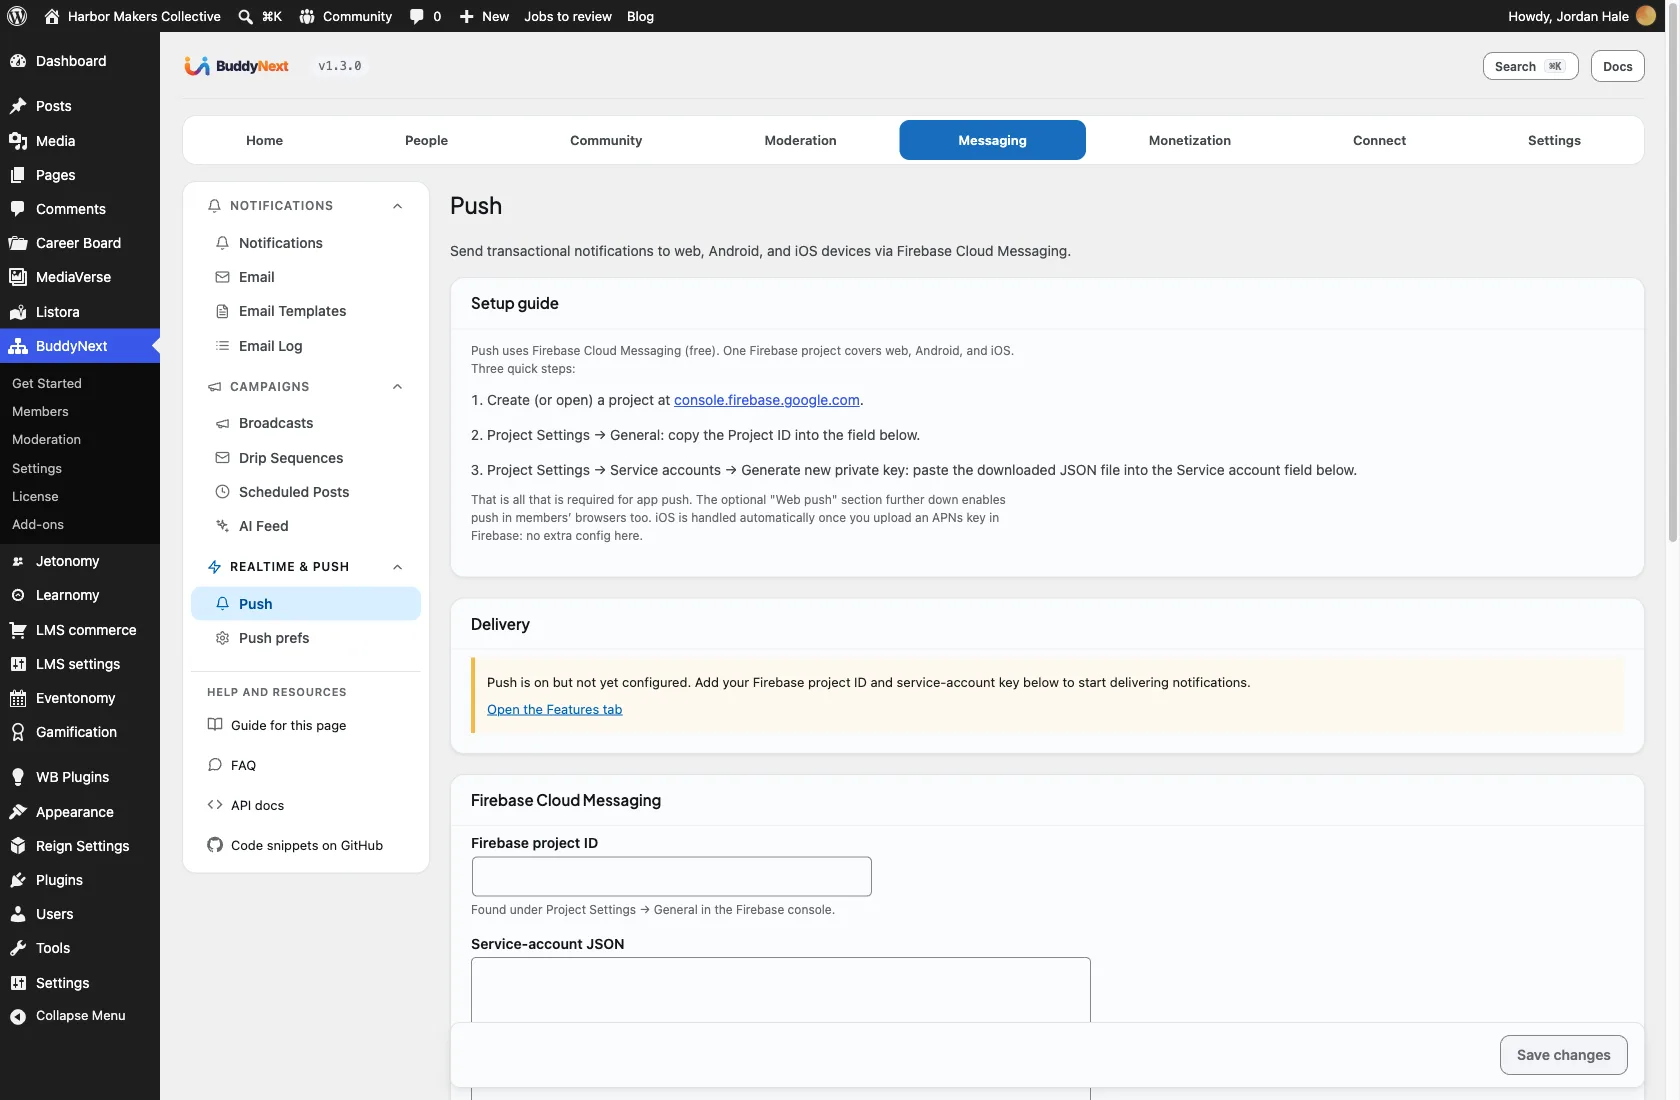 Harbor Makers Collective
⌘K
Community
0
New
Jobs to review
Blog
Howdy, Jordan Hale
Dashboard
Posts
Media
Pages
Comments
Career Board
MediaVerse
Listora
BuddyNext
Get Started
Members
Moderation
Settings
License
Add-ons
Jetonomy
Learnomy
LMS commerce
LMS settings
Eventonomy
Gamification
WB Plugins
Appearance
Reign Settings
Plugins
Users
Tools
Settings
Collapse Menu
BuddyNext
v1.3.0
Search ⌘K
Docs
Home
People
Community
Moderation
Messaging
Monetization
Connect
Settings
NOTIFICATIONS
Notifications
Email
Email Templates
Email Log
CAMPAIGNS
Broadcasts
Drip Sequences
Scheduled Posts
AI Feed
REALTIME & PUSH
Push
Push prefs
HELP AND RESOURCES
Guide for this page
FAQ
API docs
Code snippets on GitHub
Push
Send transactional notifications to web, Android, and iOS devices via Firebase Cloud Messaging.
Setup guide
Push uses Firebase Cloud Messaging (free). One Firebase project covers web, Android, and iOS.
Three quick steps:
1. Create (or open) a project at console.firebase.google.com.
2. Project Settings → General: copy the Project ID into the field below.
3. Project Settings → Service accounts → Generate new private key: paste the downloaded JSON file into the Service account field below.
That is all that is required for app push. The optional "Web push" section further down enables
push in members' browsers too. iOS is handled automatically once you upload an APNs key in
Firebase: no extra config here.
Delivery
Push is on but not yet configured. Add your Firebase project ID and service-account key below to start delivering notifications.
Open the Features tab
Firebase Cloud Messaging
Firebase project ID
Found under Project Settings → General in the Firebase console.
Service-account JSON
Save changes